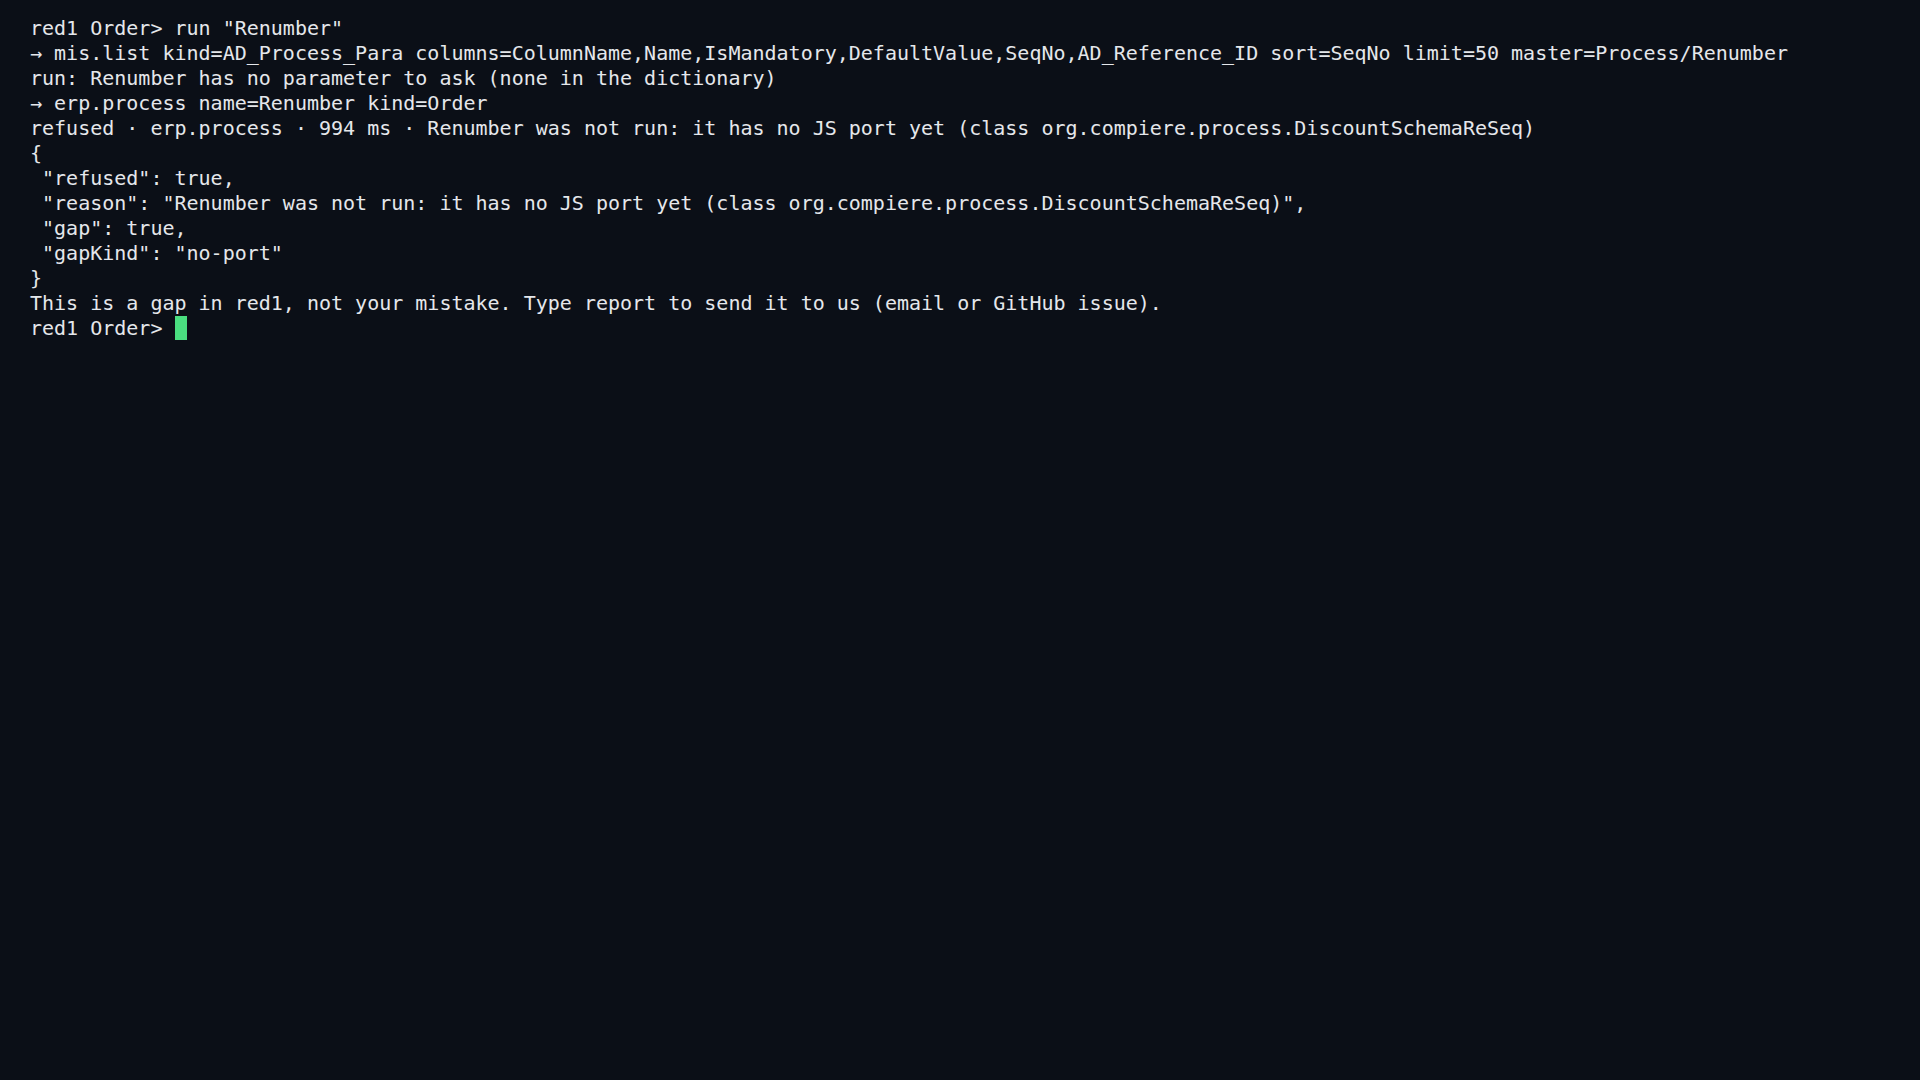 red1 Order> run "Renumber"
→ mis.list kind=AD_Process_Para columns=ColumnName,Name,IsMandatory,DefaultValue,SeqNo,AD_Reference_ID sort=SeqNo limit=50 master=Process/Renumber
run: Renumber has no parameter to ask (none in the dictionary)
→ erp.process name=Renumber kind=Order
refused · erp.process · 994 ms · Renumber was not run: it has no JS port yet (class org.compiere.process.DiscountSchemaReSeq)
{
 "refused": true,
 "reason": "Renumber was not run: it has no JS port yet (class org.compiere.process.DiscountSchemaReSeq)",
 "gap": true,
 "gapKind": "no-port"
}
This is a gap in red1, not your mistake. Type report to send it to us (email or GitHub issue).
red1 Order>